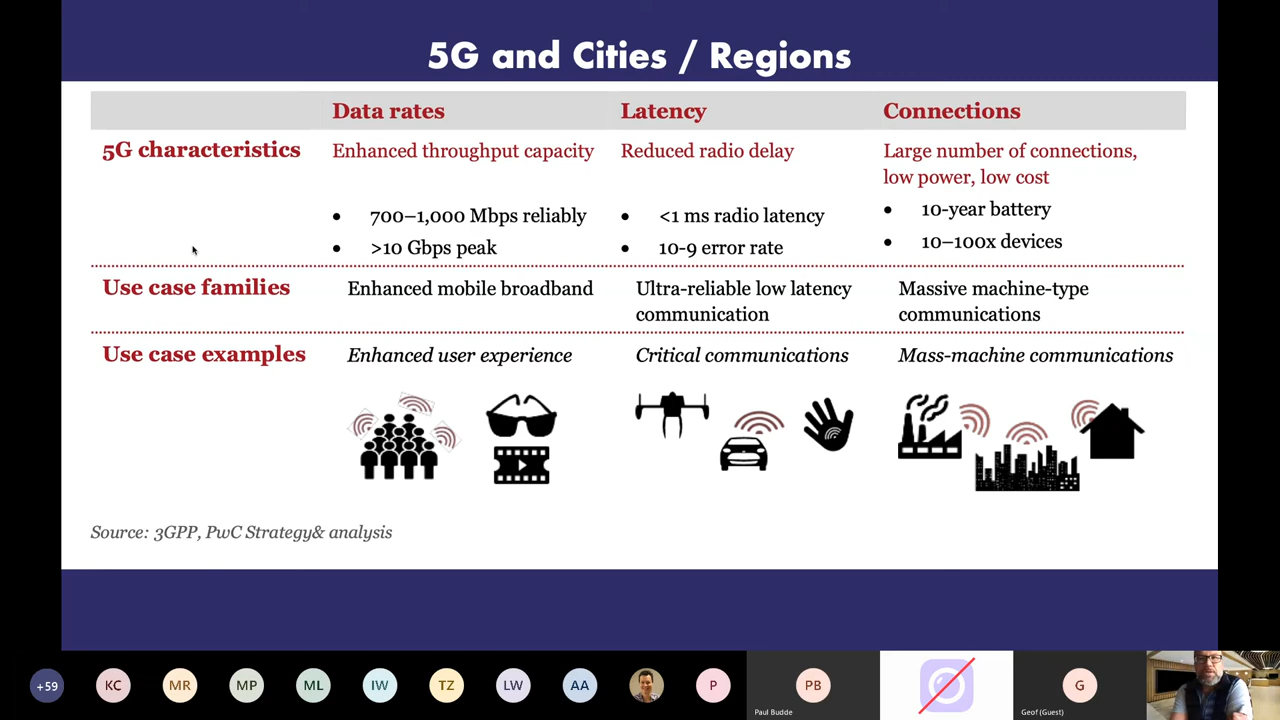 5G and Cities / Regions
Data rates Latency Connections
5G characteristics Enhanced throughput capacity Reduced radio delay Large number of connections,
low power, low cost
• 700–1,000 Mbps reliably • <1 ms radio latency • 10-year battery
• >10 Gbps peak • 10-9 error rate • 10–100x devices
Use case families Enhanced mobile broadband Ultra-reliable low latency Massive machine-type
communication communications
Use case examples Enhanced user experience Critical communications Mass-machine communications
Source: 3GPP, PwC Strategy& analysis
+59 KC MR MP ML IW TZ LW AA P PB G
Paul Budde Geof (Guest)